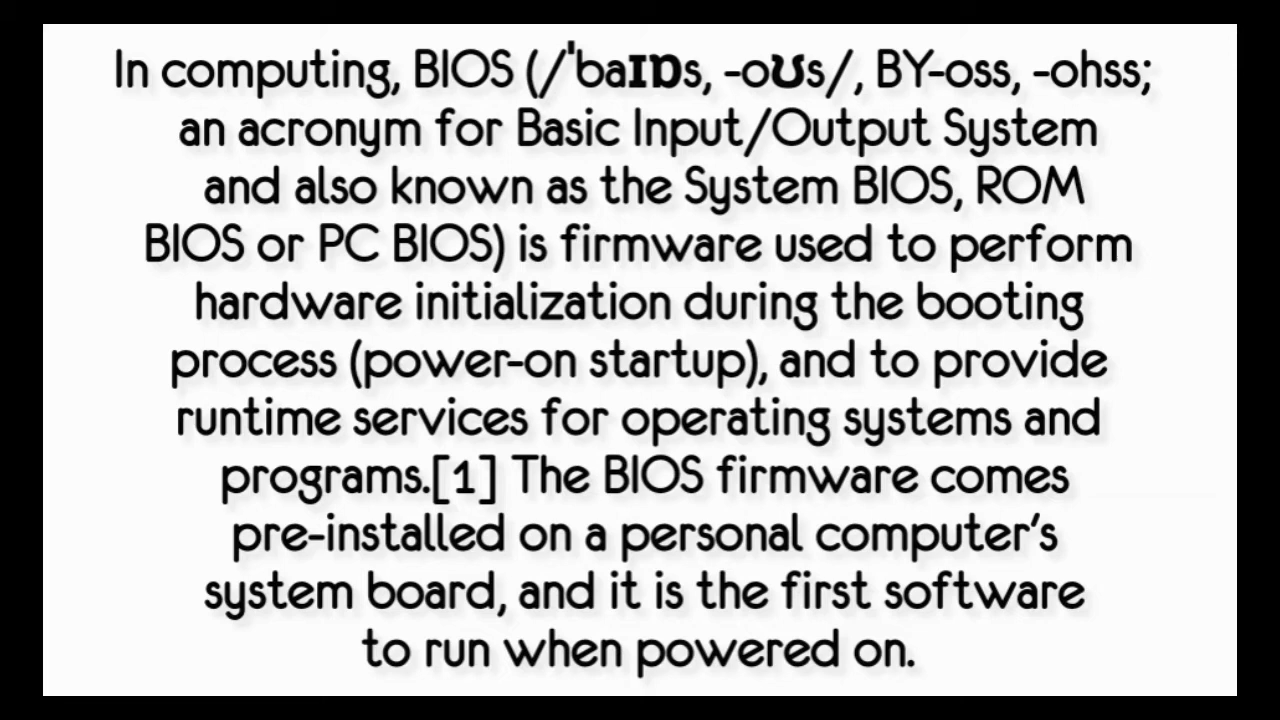 In computing, BIOS (/ˈbaɪɒs, -oʊs/, BY-oss, -ohss;
an acronym for Basic Input/Output System
and also known as the System BIOS, ROM
BIOS or PC BIOS) is firmware used to perform
hardware initialization during the booting
process (power-on startup), and to provide
runtime services for operating systems and
programs.[1] The BIOS firmware comes
pre-installed on a personal computer's
system board, and it is the first software
to run when powered on.